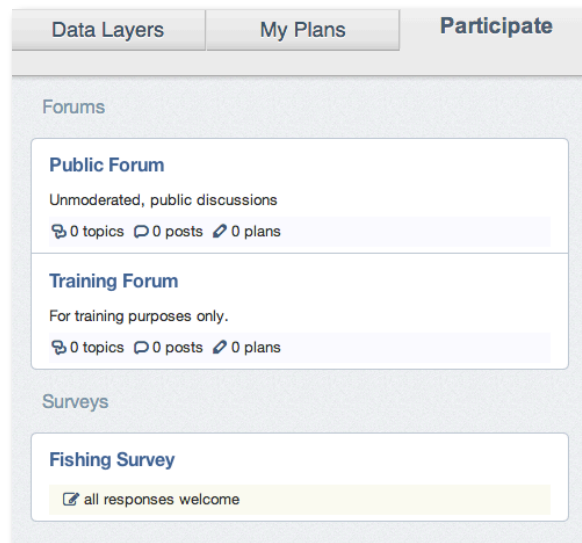 Data Layers My Plans Participate
Forums
Public Forum
Unmoderated, public discussions
0 topics 0 posts 0 plans
Training Forum
For training purposes only.
0 topics 0 posts 0 plans
Surveys
Fishing Survey
all responses welcome